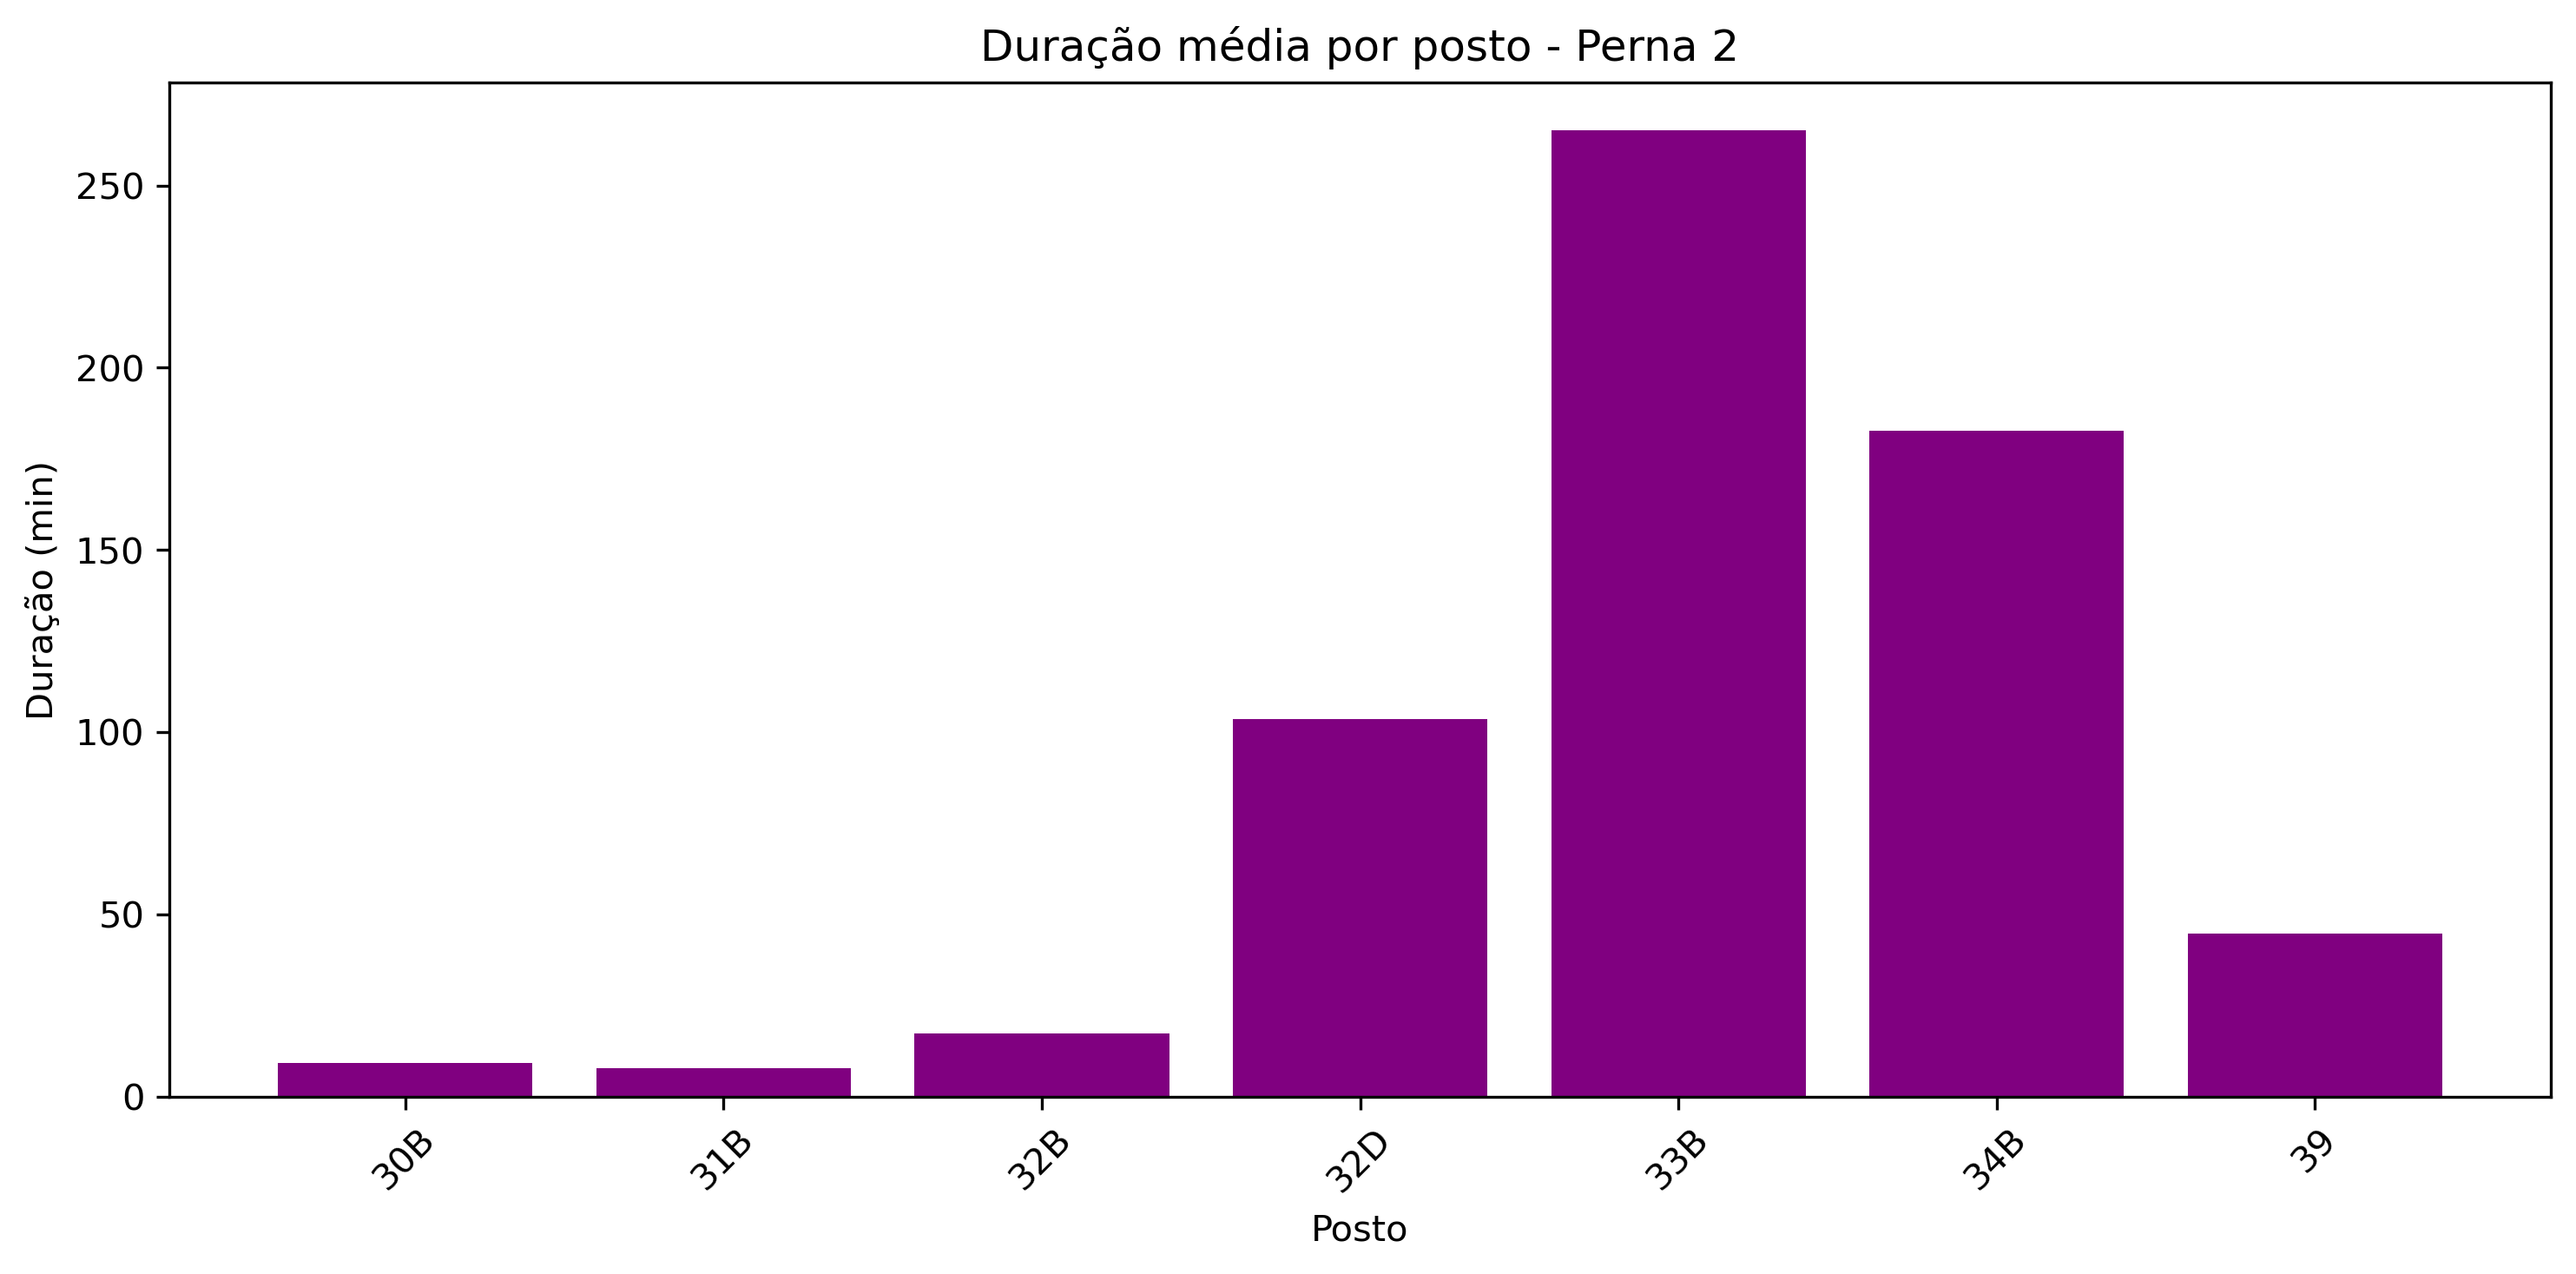 Duração média por posto - Perna 2
Duração (min)
250
200
150
100
50
0
30B
31B
32B
32D
33B
34B
39
Posto